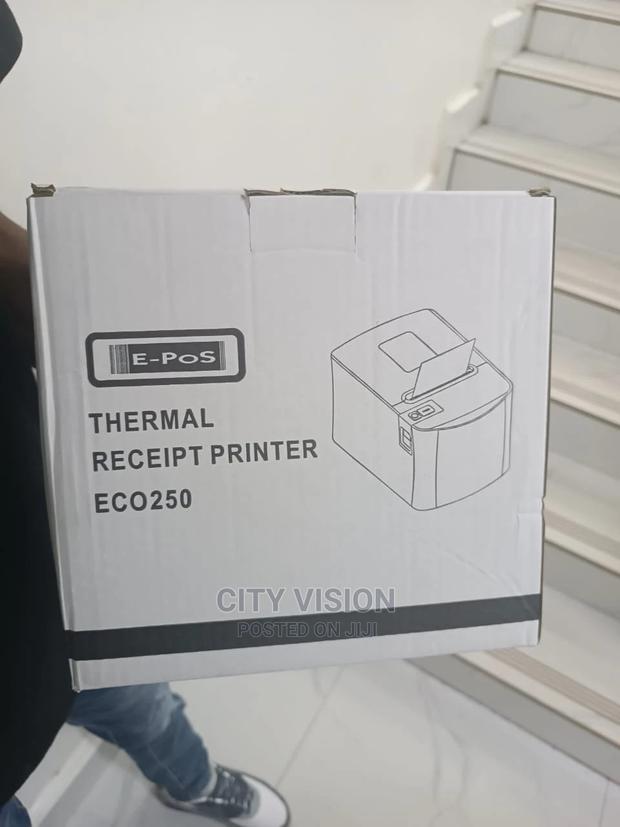 E-PoS
THERMAL
RECEIPT PRINTER
ECO250
CITY VISION
POSTED ON JIJI